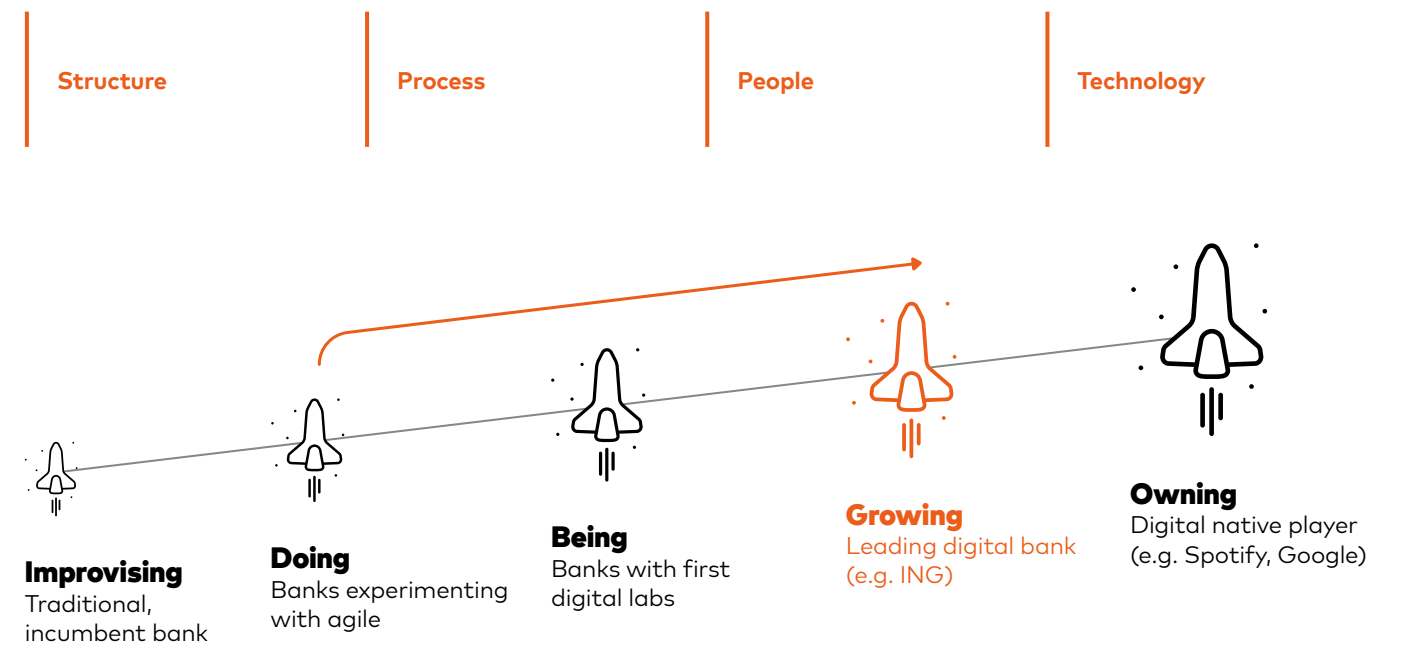 Structure
Process
People
Technology
Improvising
Traditional,
incumbent bank
Doing
Banks experimenting
with agile
Being
Banks with first
digital labs
Growing
Leading digital bank
(e.g. ING)
Owning
Digital native player
(e.g. Spotify, Google)